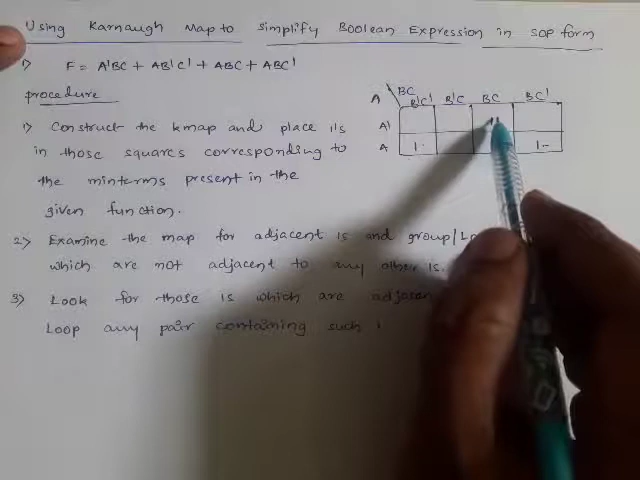 Using Karnaugh Map to simplify Boolean Expression in SOP form
1) F = A'BC + AB'C' + ABC + ABC'
procedure
1) Construct the kmap and place 1s
in those squares corresponding to
the minterms present in the
given function.
2) Examine the map for adjacent 1s and group/
which are not adjacent to any other 1s.
3) Look for those 1s which are
Loop any pair containing such
BC
A B'C' B'C BC BC'
A' 1
A 1 1